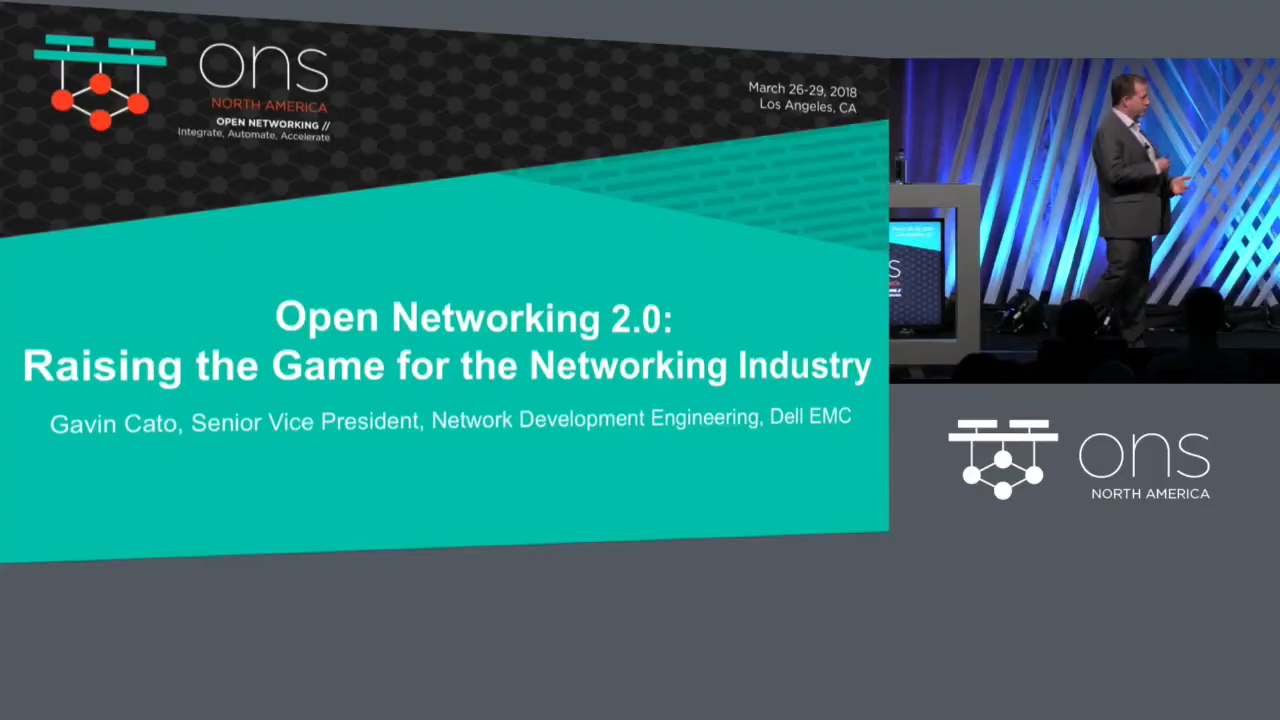 ons
NORTH AMERICA
OPEN NETWORKING //
Integrate, Automate, Accelerate
March 26-29, 2018
Los Angeles, CA
Open Networking 2.0:
Raising the Game for the Networking Industry
Gavin Cato, Senior Vice President, Network Development Engineering, Dell EMC
ons
NORTH AMERICA